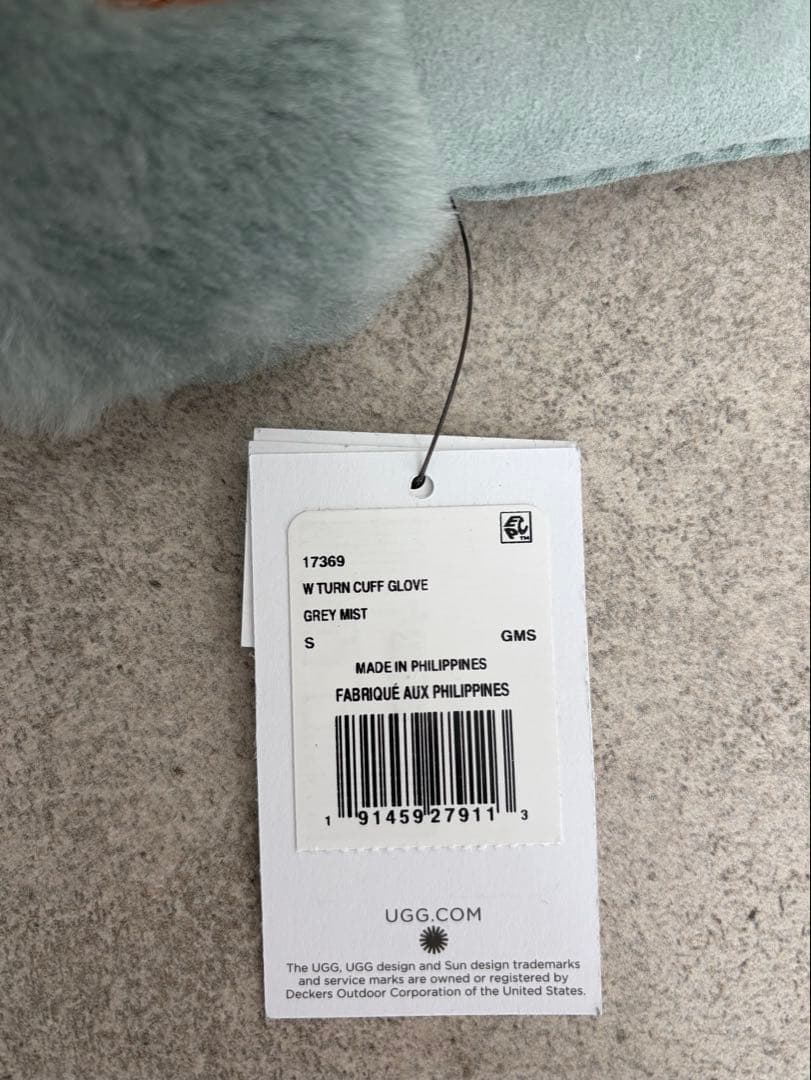 17369
W TURN CUFF GLOVE
GREY MIST
S GMS
MADE IN PHILIPPINES
FABRIQUÉ AUX PHILIPPINES
1 91459 27911 3
UGG.COM
The UGG, UGG design and Sun design trademarks
and service marks are owned or registered by
Deckers Outdoor Corporation of the United States.